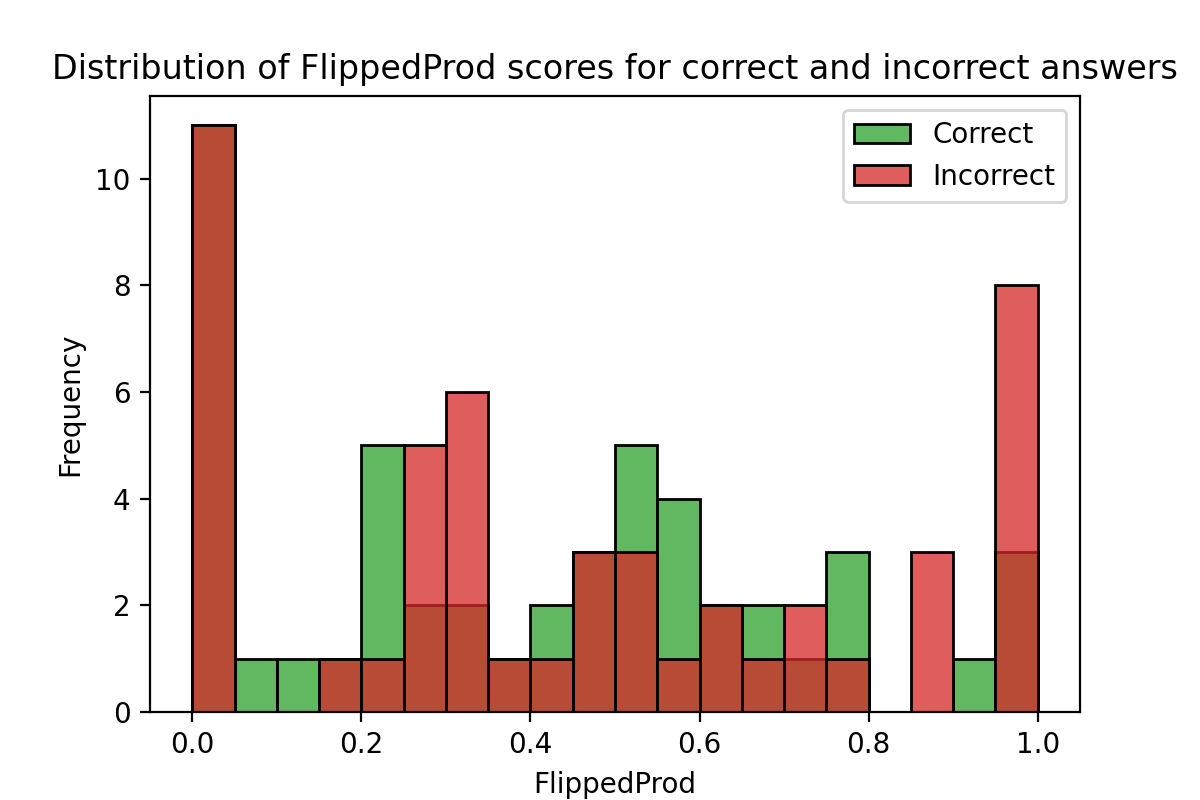 Distribution of FlippedProd scores for correct and incorrect answers
Correct
Incorrect
10
8
6
4
2
0
Frequency
0.0 0.2 0.4 0.6 0.8 1.0
FlippedProd